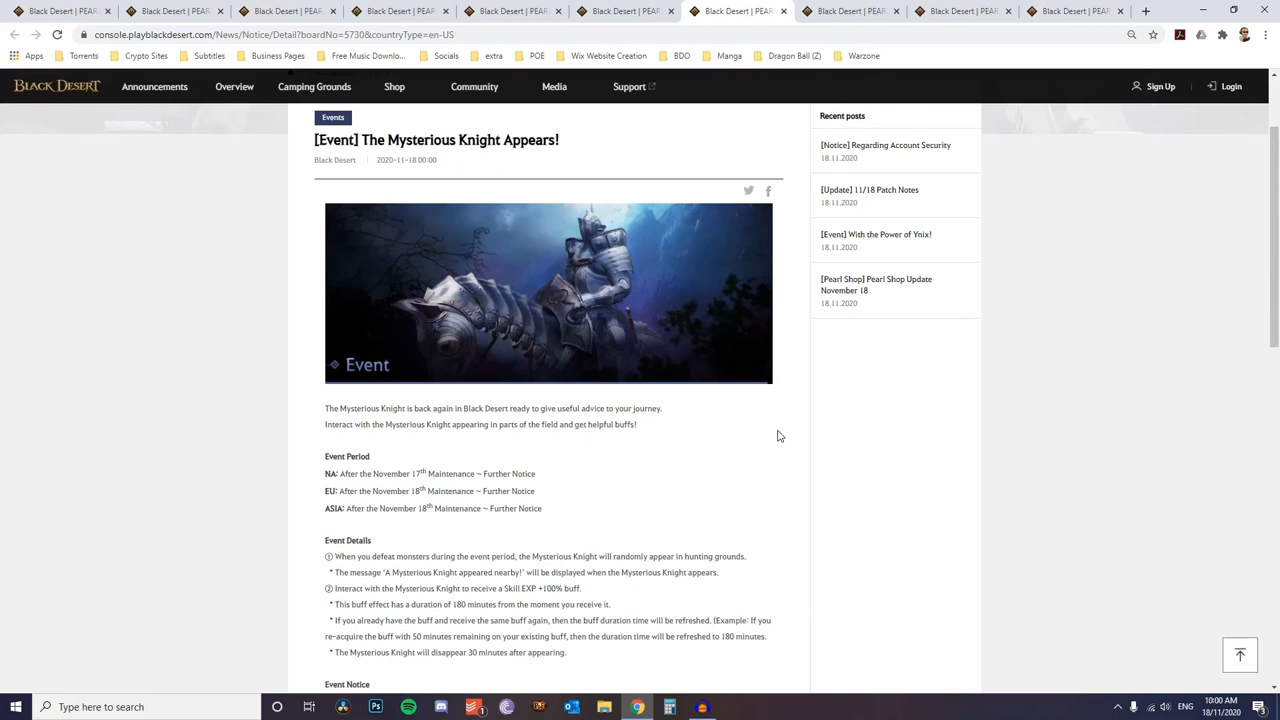 Black Desert | PEAR
Black Desert | PEAR
Black Desert | PEAR
Black Desert | PEAR
Black Desert | PEAR
Black Desert | PEAR
Black Desert | PEAR
Black Desert | PEAR
Black Desert | PEAR
Black Desert | PEAR
console.playblackdesert.com/News/Notice/Detail?boardNo=5730&countryType=en-US
Apps
Torrents
Crypto Sites
Subtitles
Business Pages
Free Music Downlo...
Socials
extra
POE
Wix Website Creation
BDO
Manga
Dragon Ball (Z)
Warzone
BLACK DESERT
Announcements
Overview
Camping Grounds
Shop
Community
Media
Support
Sign Up
Login
Events
[Event] The Mysterious Knight Appears!
Black Desert | 2020-11-18 00:00
Event
The Mysterious Knight is back again in Black Desert ready to give useful advice to your journey.
Interact with the Mysterious Knight appearing in parts of the field and get helpful buffs!
Event Period
NA: After the November 17th Maintenance ~ Further Notice
EU: After the November 18th Maintenance ~ Further Notice
ASIA: After the November 18th Maintenance ~ Further Notice
Event Details
① When you defeat monsters during the event period, the Mysterious Knight will randomly appear in hunting grounds.
* The message 'A Mysterious Knight appeared nearby!' will be displayed when the Mysterious Knight appears.
② Interact with the Mysterious Knight to receive a Skill EXP +100% buff.
* This buff effect has a duration of 180 minutes from the moment you receive it.
* If you already have the buff and receive the same buff again, then the buff duration time will be refreshed. (Example: If you
re-acquire the buff with 50 minutes remaining on your existing buff, then the duration time will be refreshed to 180 minutes.
* The Mysterious Knight will disappear 30 minutes after appearing.
Event Notice
Recent posts
[Notice] Regarding Account Security
18.11.2020
[Update] 11/18 Patch Notes
18.11.2020
[Event] With the Power of Ynix!
18.11.2020
[Pearl Shop] Pearl Shop Update
November 18
18.11.2020
Type here to search
10:00 AM
18/11/2020